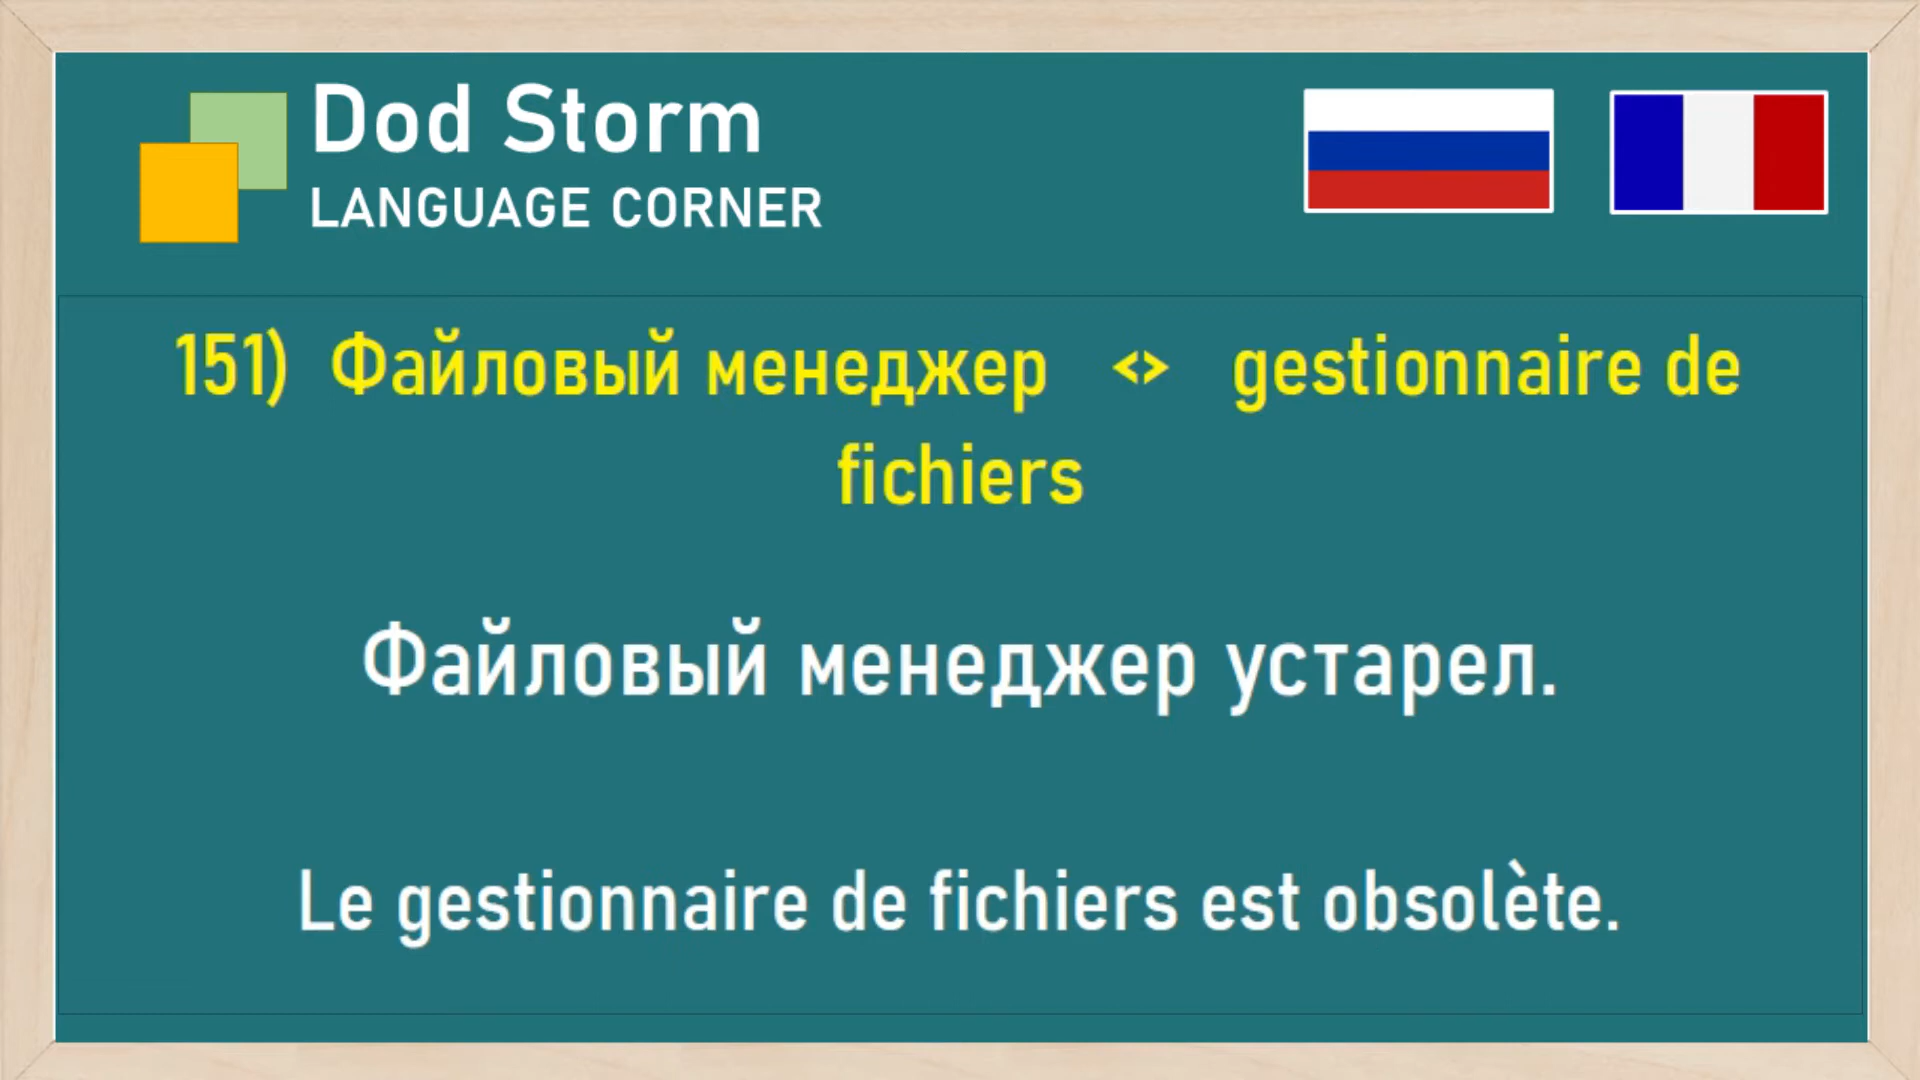 Dod Storm
LANGUAGE CORNER
151) Файловый менеджер <> gestionnaire de
fichiers
Файловый менеджер устарел.
Le gestionnaire de fichiers est obsolète.